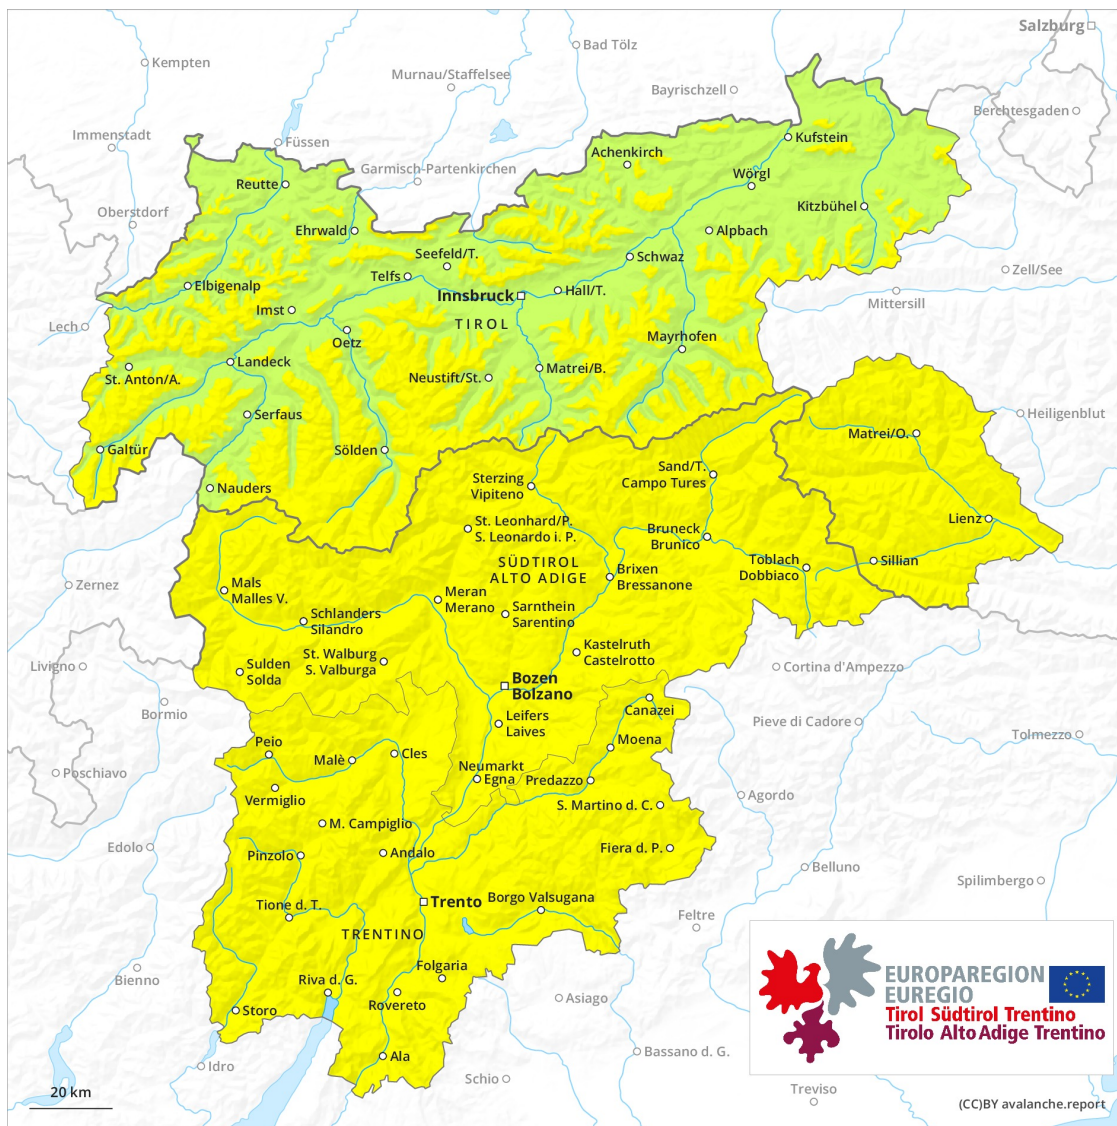 Salzburg
Kempten
Bad Tölz
Murnau/Staffelsee
Bayrischzell
Berchtesgaden
Immenstadt
Füssen
Kufstein
Achenkirch
Garmisch-Partenkirchen
Wörgl
Reutte
Oberstdorf
Kitzbühel
Ehrwald
Alpbach
Seefeld/T.
Schwaz
Telfs
Zell/See
Elbigenalp
Innsbruck
Hall/T.
Mittersill
Imst
Lech
TIROL
Oetz
Mayrhofen
Landeck
Matrei/B.
St. Anton/A.
Neustift/St.
Serfaus
Heiligenblut
Matrei/O.
Galtür
Sölden
Nauders
Sterzing
Vipiteno
Sand/T.
Campo Tures
Lienz
St. Leonhard/P.
S. Leonardo i. P.
Bruneck
Brunico
SÜDTIROL
ALTO ADIGE
Toblach
Dobbiaco
Sillian
Brixen
Bressanone
Zernez
Mals
Malles V.
Meran
Merano
Sarnthein
Sarentino
Schlanders
Silandro
Kastelruth
Castelrotto
Livigno
Sulden
Solda
St. Walburg
S. Valburga
Cortina d'Ampezzo
Bozen
Bolzano
Bormio
Canazei
Leifers
Laives
Pieve di Cadore
Tolmezzo
Peio
Moena
Cles
Malè
Poschiavo
Neumarkt
Egna
Predazzo
Vermiglio
Agordo
S. Martino d. C.
M. Campiglio
Edolo
Pinzolo
Andalo
Fiera d. P.
Belluno
Spilimbergo
Trento
Borgo Valsugana
Tione d. T.
Feltre
TRENTINO
Folgaria
Bienno
Riva d. G.
Rovereto
Asiago
Storo
Ala
Bassano d. G.
Idro
Schio
Treviso
EUROPAREGION
EUREGIO
Tirol Südtirol Trentino
Tirolo Alto Adige Trentino
20 km
(CC)BY avalanche.report